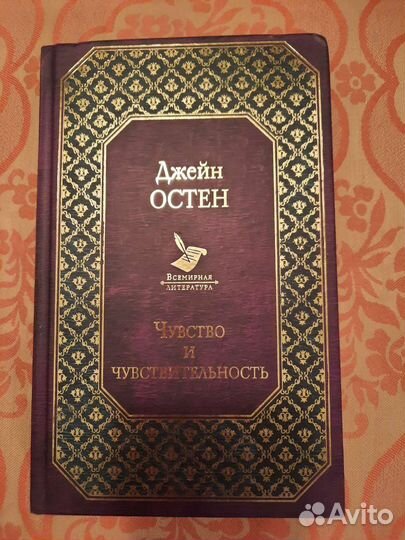 Джейн
ОСТЕН
Всемирная
литература
Чувство
и
чувствительность
Avito